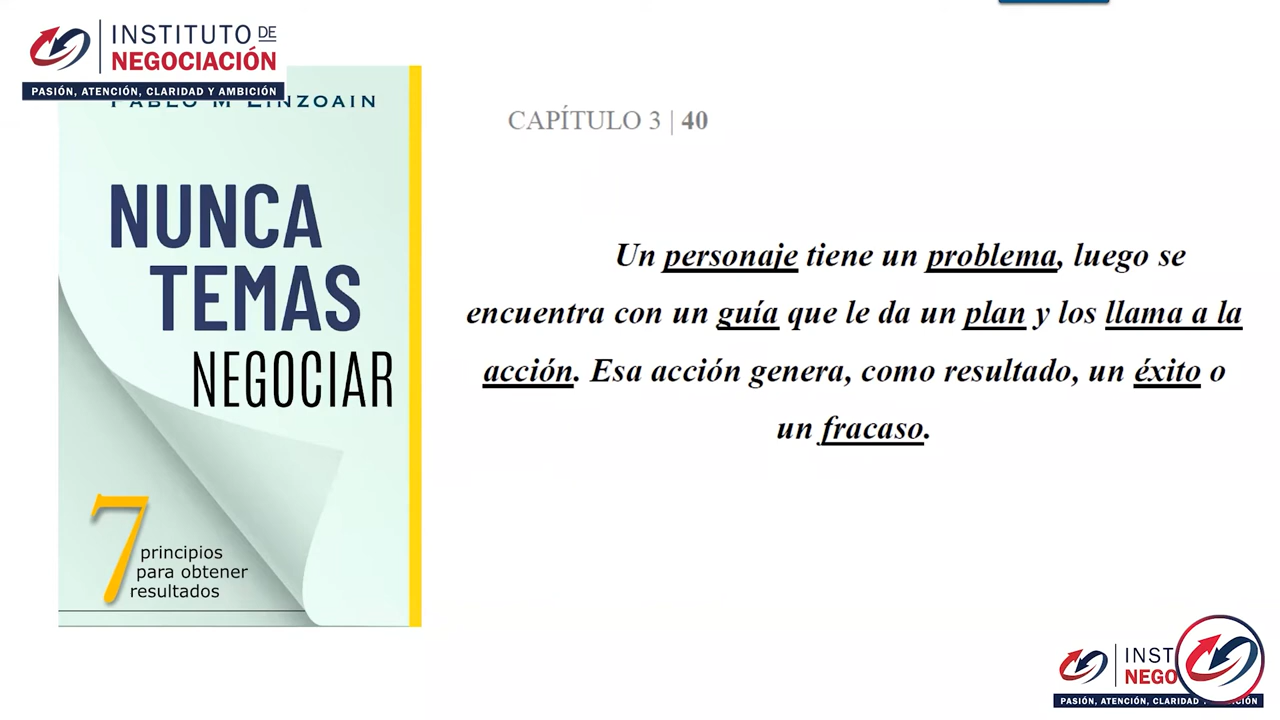 INSTITUTO DE
NEGOCIACIÓN
PASIÓN, ATENCIÓN, CLARIDAD Y AMBICIÓN
PABLO M LINZOAIN
NUNCA
TEMAS
NEGOCIAR
7
principios
para obtener
resultados
CAPÍTULO 3 | 40
Un personaje tiene un problema, luego se
encuentra con un guía que le da un plan y los llama a la
acción. Esa acción genera, como resultado, un éxito o
un fracaso.
INST
NEGO
PASIÓN, ATENCIÓN, CLARIDAD